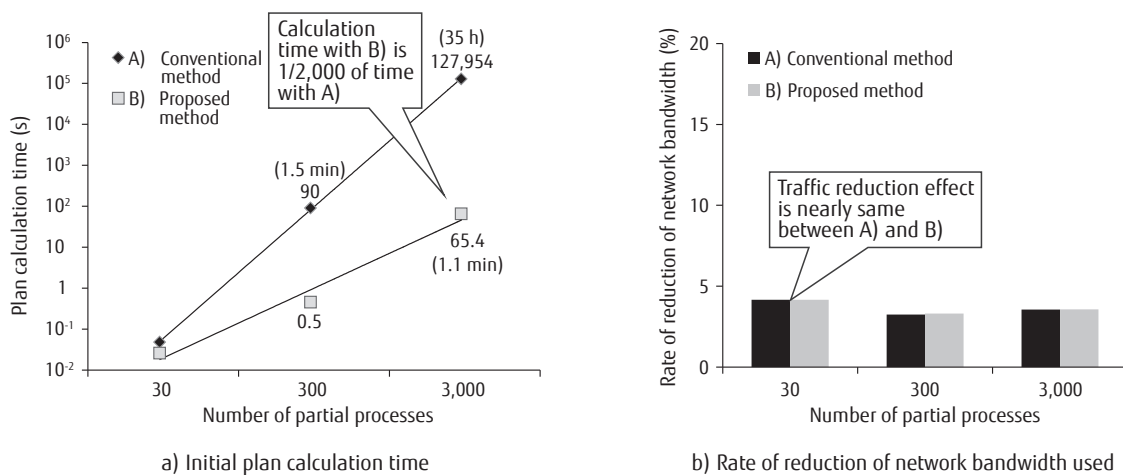 Plan calculation time (s)
10⁶
10⁵
10⁴
10³
10²
10
1
10⁻¹
10⁻²
A) Conventional
method
B) Proposed
method
Calculation
time with B) is
1/2,000 of time
with A)
(35 h)
127,954
(1.5 min)
90
65.4
(1.1 min)
0.5
30
300
3,000
Number of partial processes
a) Initial plan calculation time
Rate of reduction of network bandwidth (%)
20
15
10
5
0
A) Conventional method
B) Proposed method
Traffic reduction effect
is nearly same
between A) and B)
30
300
3,000
Number of partial processes
b) Rate of reduction of network bandwidth used